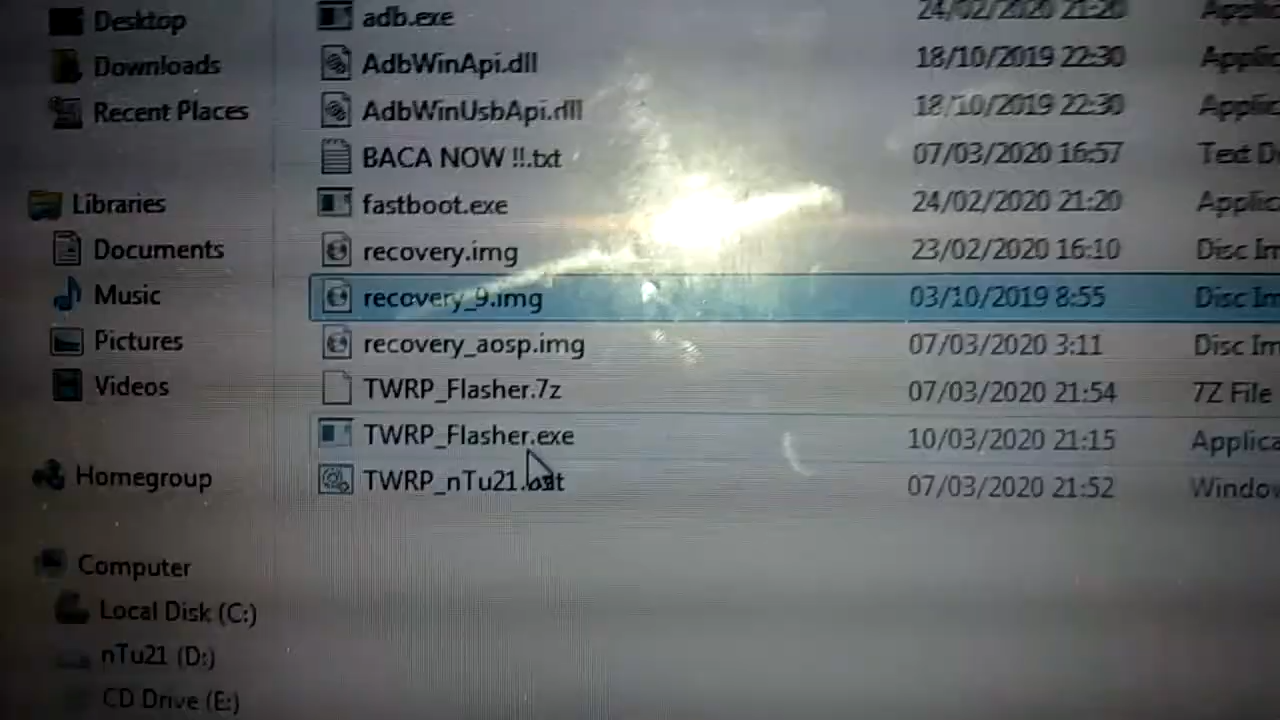 Desktop adb.exe 24/02/2020 21:20 Applic
Downloads AdbWinApi.dll 18/10/2019 22:30 Applic
Recent Places AdbWinUsbApi.dll 18/10/2019 22:30 Applic
BACA NOW !!.txt 07/03/2020 16:57 Text D
Libraries fastboot.exe 24/02/2020 21:20 Applic
Documents recovery.img 23/02/2020 16:10 Disc Im
Music recovery_9.img 03/10/2019 8:55 Disc Im
Pictures recovery_aosp.img 07/03/2020 3:11 Disc Im
Videos TWRP_Flasher.7z 07/03/2020 21:54 7Z File
TWRP_Flasher.exe 10/03/2020 21:15 Applica
Homegroup TWRP_nTu21.bat 07/03/2020 21:52 Window
Computer
Local Disk (C:)
nTu21 (D:)
CD Drive (E:)